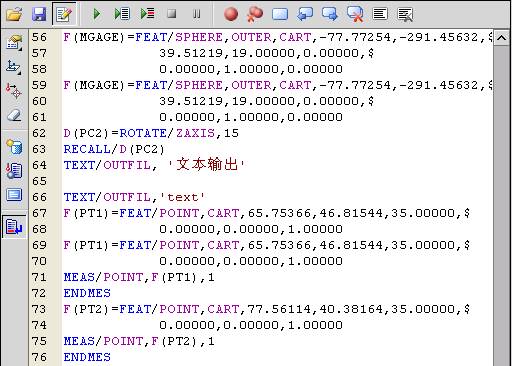 56 F(MGAGE)=FEAT/SPHERE,OUTER,CART,-77.77254,-291.45632,$
57 39.51219,19.00000,0.00000,$
58 0.00000,1.00000,0.00000
59 F(MGAGE)=FEAT/SPHERE,OUTER,CART,-77.77254,-291.45632,$
60 39.51219,19.00000,0.00000,$
61 0.00000,1.00000,0.00000
62 D(PC2)=ROTATE/ZAXIS,15
63 RECALL/D(PC2)
64 TEXT/OUTFIL, '文本输出'
65
66 TEXT/OUTFIL,'text'
67 F(PT1)=FEAT/POINT,CART,65.75366,46.81544,35.00000,$
68 0.00000,0.00000,1.00000
69 F(PT1)=FEAT/POINT,CART,65.75366,46.81544,35.00000,$
70 0.00000,0.00000,1.00000
71 MEAS/POINT,F(PT1),1
72 ENDMES
73 F(PT2)=FEAT/POINT,CART,77.56114,40.38164,35.00000,$
74 0.00000,0.00000,1.00000
75 MEAS/POINT,F(PT2),1
76 ENDMES